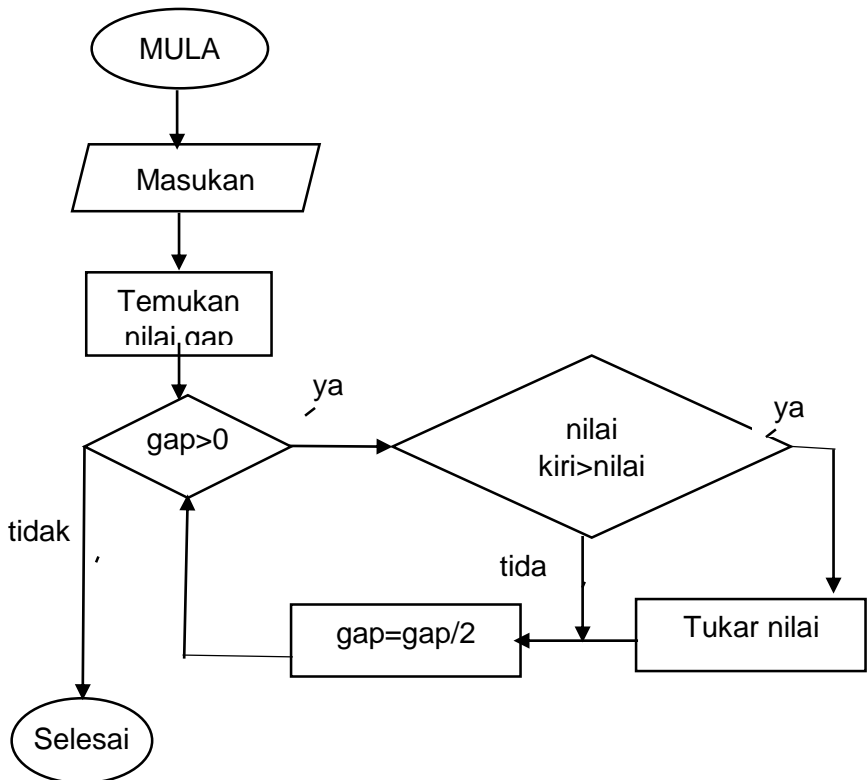 MULA
Masukan
Temukan
nilai gap
ya
gap>0
nilai
kiri>nilai
ya
tidak
tida
gap=gap/2
Tukar nilai
Selesai